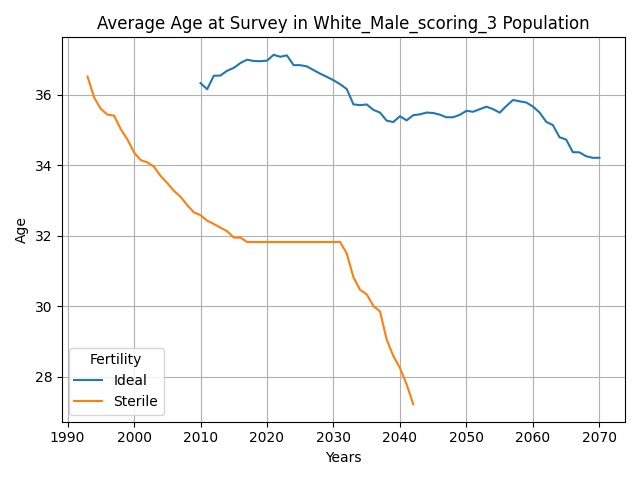 Average Age at Survey in White_Male_scoring_3 Population
Age
36
34
32
30
28
Fertility
Ideal
Sterile
1990 2000 2010 2020 2030 2040 2050 2060 2070
Years